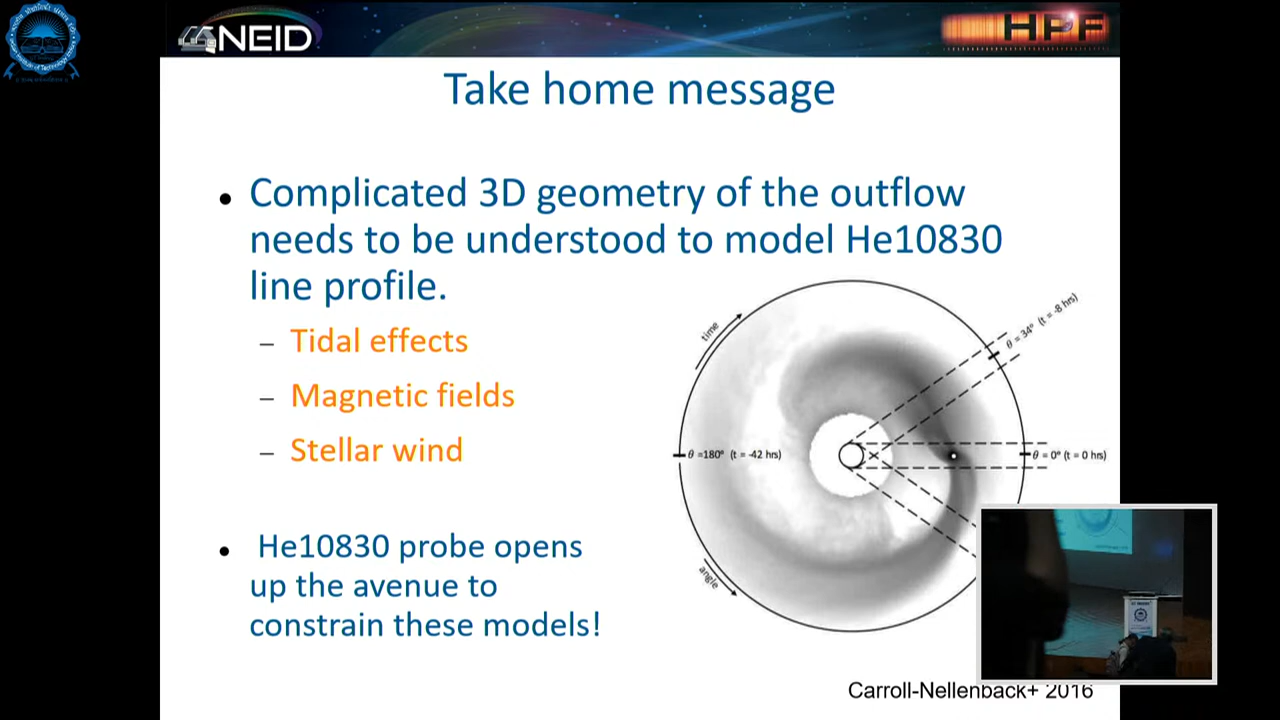 NEID
HPF
Take home message
Complicated 3D geometry of the outflow
needs to be understood to model He10830
line profile.
– Tidal effects
– Magnetic fields
– Stellar wind
He10830 probe opens
up the avenue to
constrain these models!
time
θ = 34° (t = -8 hrs)
θ =180° (t = -42 hrs)
θ = 0° (t = 0 hrs)
angle
Carroll-Nellenback+ 2016